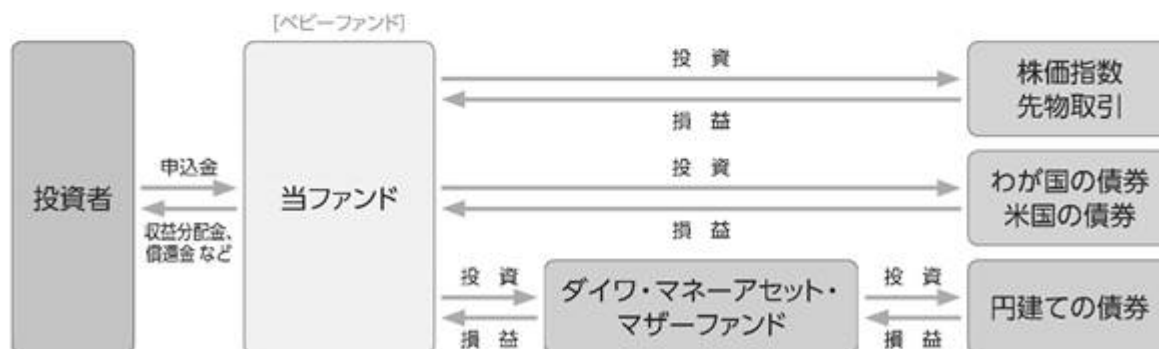 [ベビーファンド]
投資者
申込金
収益分配金、
償還金 など
当ファンド
投 資
損 益
株価指数
先物取引
投 資
損 益
わが国の債券
米国の債券
投 資
損 益
ダイワ・マネーアセット・
マザーファンド
投 資
損 益
円建ての債券